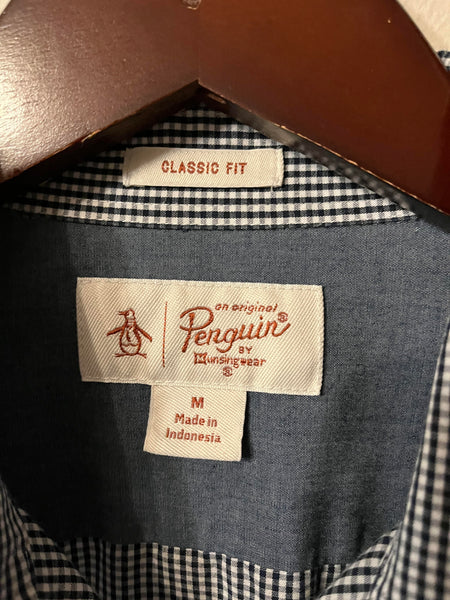 CLASSIC FIT
an original
Penguin®
BY
Munsingwear
®
M
Made in
Indonesia